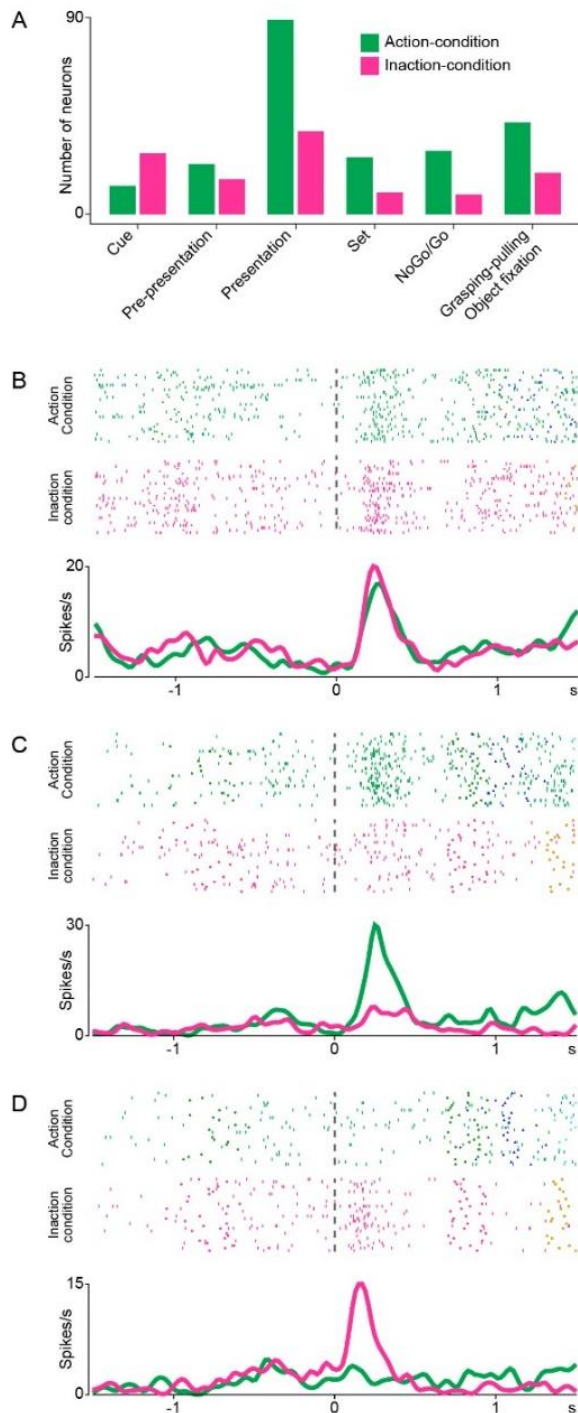 A
90
Number of neurons
0
Action-condition
Inaction-condition
Cue
Pre-presentation
Presentation
Set
NoGo/Go
Grasping-pulling
Object fixation
B
Action
Condition
Inaction
condition
20
Spikes/s
0
-1
0
1
s
C
Action
Condition
Inaction
condition
30
Spikes/s
0
-1
0
1
s
D
Action
Condition
Inaction
condition
15
Spikes/s
0
-1
0
1
s